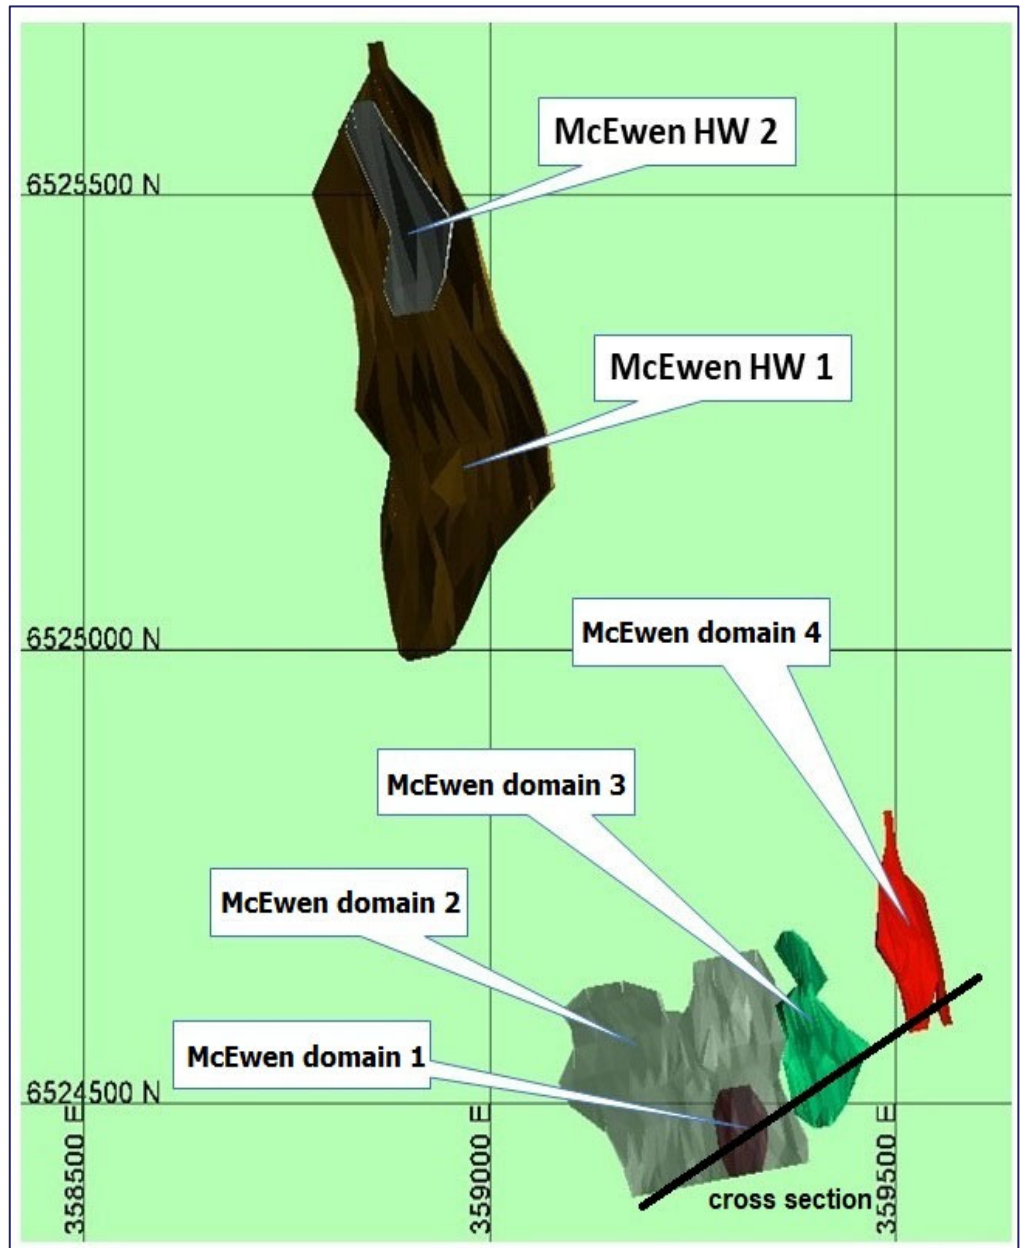 McEwen HW 2
6525500 N
McEwen HW 1
6525000 N
McEwen domain 4
McEwen domain 3
McEwen domain 2
McEwen domain 1
6524500 N
358500 E
359000 E
359500 E
cross section